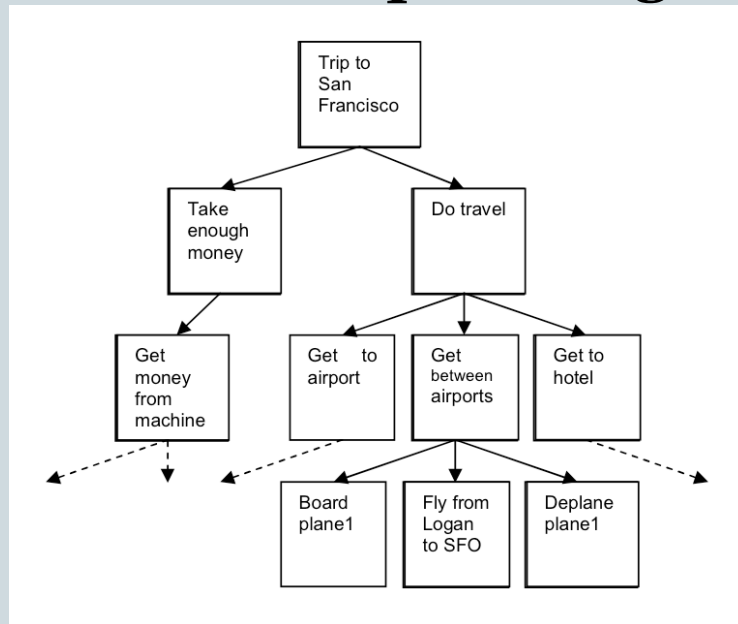 Trip to
San
Francisco
Take
enough
money
Do travel
Get
money
from
machine
Get to
airport
Get
between
airports
Get to
hotel
Board
plane1
Fly from
Logan
to SFO
Deplane
plane1